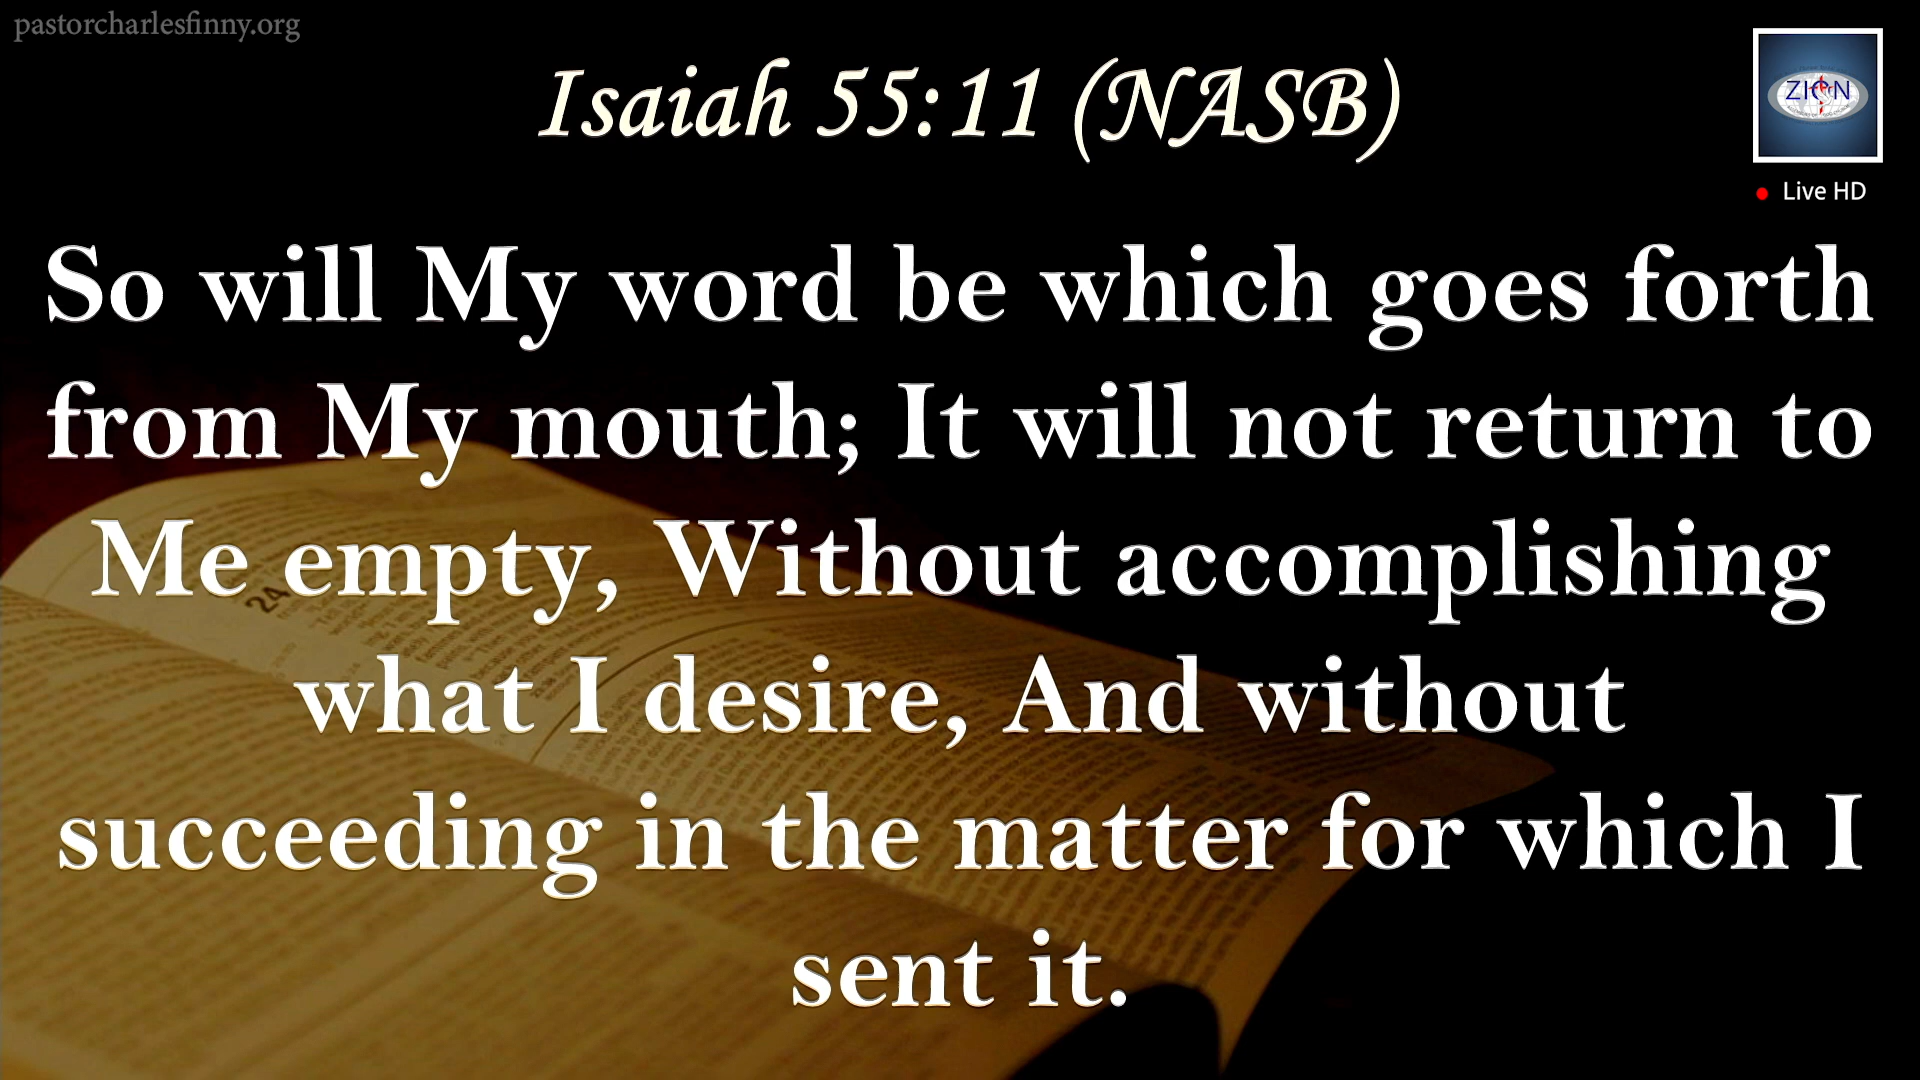 pastorcharlesfinny.org
Isaiah 55:11 (NASB)
ZION
Live HD
So will My word be which goes forth
from My mouth; It will not return to
Me empty, Without accomplishing
what I desire, And without
succeeding in the matter for which I
sent it.
24